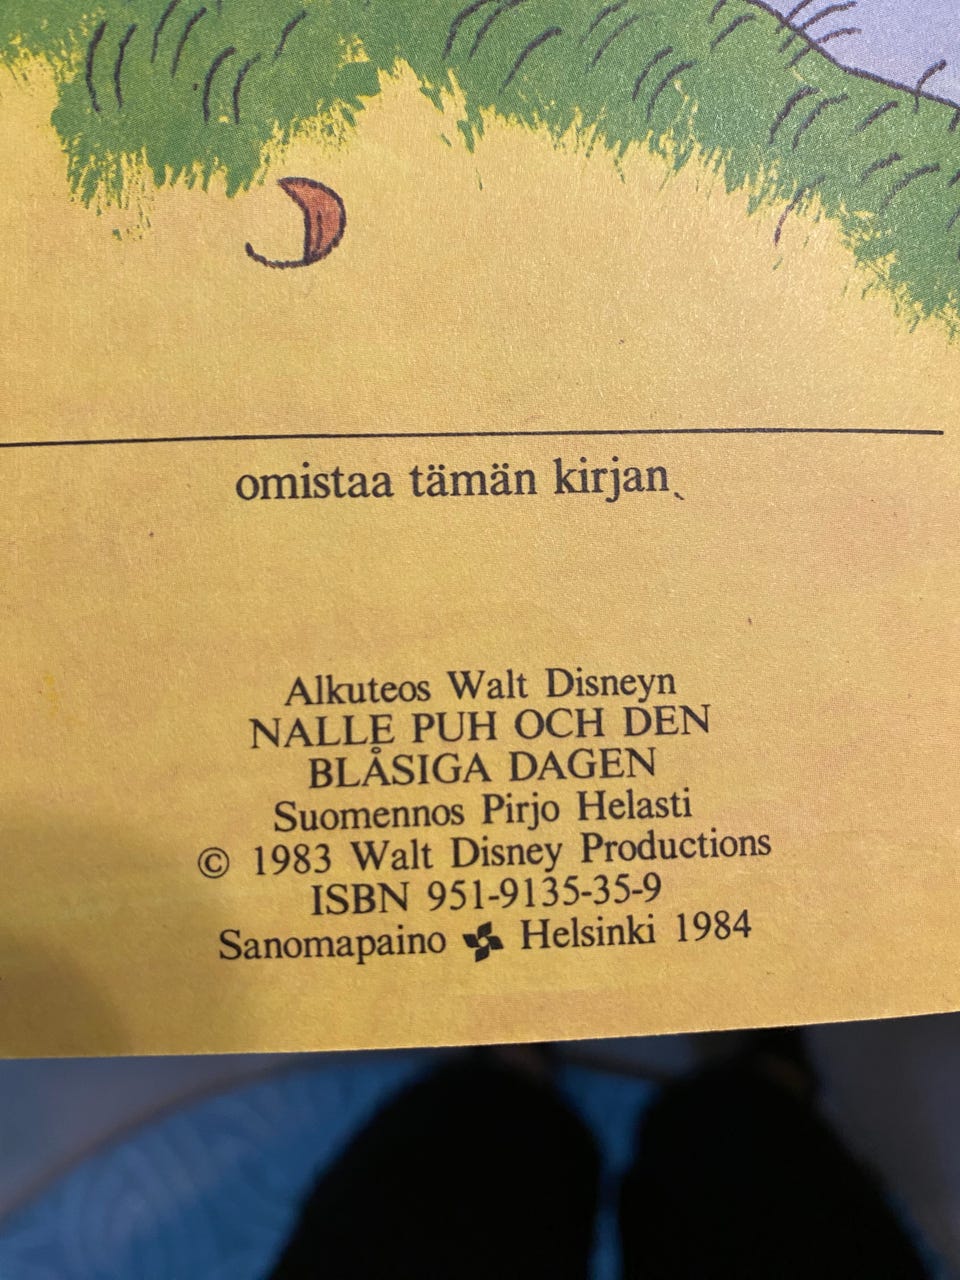 omistaa tämän kirjan
Alkuteos Walt Disneyn
NALLE PUH OCH DEN
BLÅSIGA DAGEN
Suomennos Pirjo Helasti
© 1983 Walt Disney Productions
ISBN 951-9135-35-9
Sanomapaino Helsinki 1984